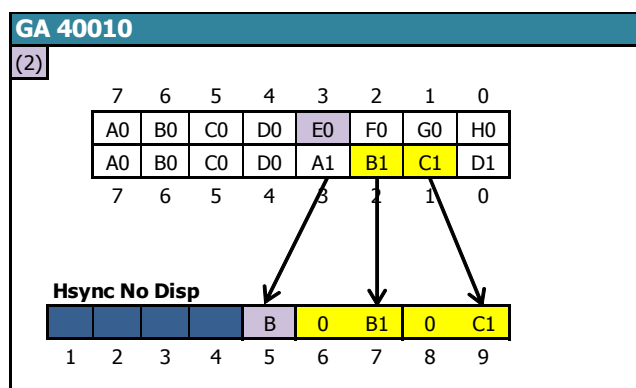 GA 40010
(2)
7 6 5 4 3 2 1 0
A0 B0 C0 D0 E0 F0 G0 H0
A0 B0 C0 D0 A1 B1 C1 D1
7 6 5 4 3 2 1 0
Hsync No Disp
B 0 B1 0 C1
1 2 3 4 5 6 7 8 9